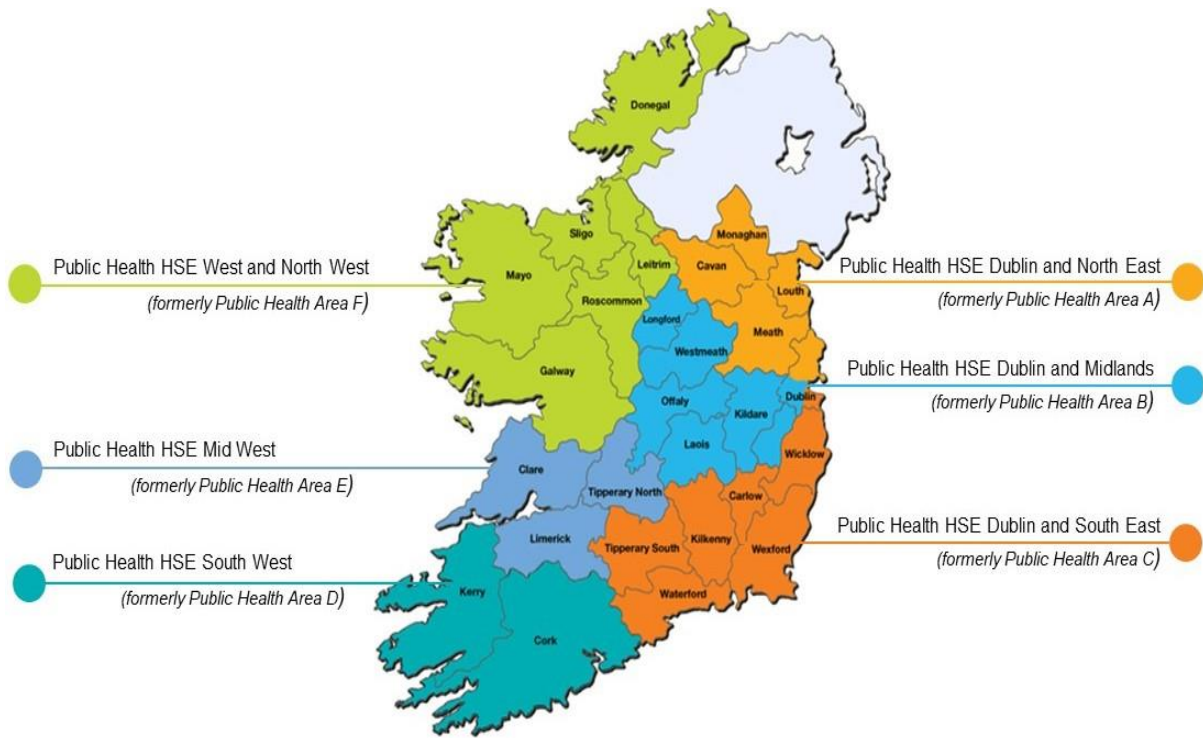 Donegal
Monaghan
Sligo
Cavan
Leitrim
Mayo
Louth
Roscommon
Longford
Meath
Westmeath
Galway
Dublin
Offaly
Kildare
Laois
Wicklow
Clare
Tipperary North
Carlow
Limerick
Kilkenny
Tipperary South
Wexford
Waterford
Kerry
Cork
Public Health HSE West and North West
(formerly Public Health Area F)
Public Health HSE Mid West
(formerly Public Health Area E)
Public Health HSE South West
(formerly Public Health Area D)
Public Health HSE Dublin and North East
(formerly Public Health Area A)
Public Health HSE Dublin and Midlands
(formerly Public Health Area B)
Public Health HSE Dublin and South East
(formerly Public Health Area C)